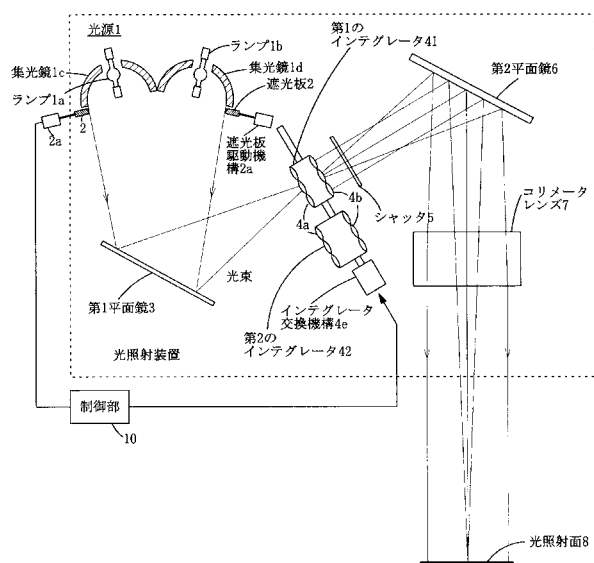 光源1
ランプ1b
集光鏡1c
集光鏡1d
ランプ1a
遮光板2
2
2a
遮光板
駆動機
構2a
第1の
インテグレータ41
第2平面鏡6
4b
4a
シャッタ5
コリメータ
レンズ7
光束
第1平面鏡3
インテグレータ
交換機構4e
第2の
インテグレータ42
光照射装置
制御部
10
光照射面8